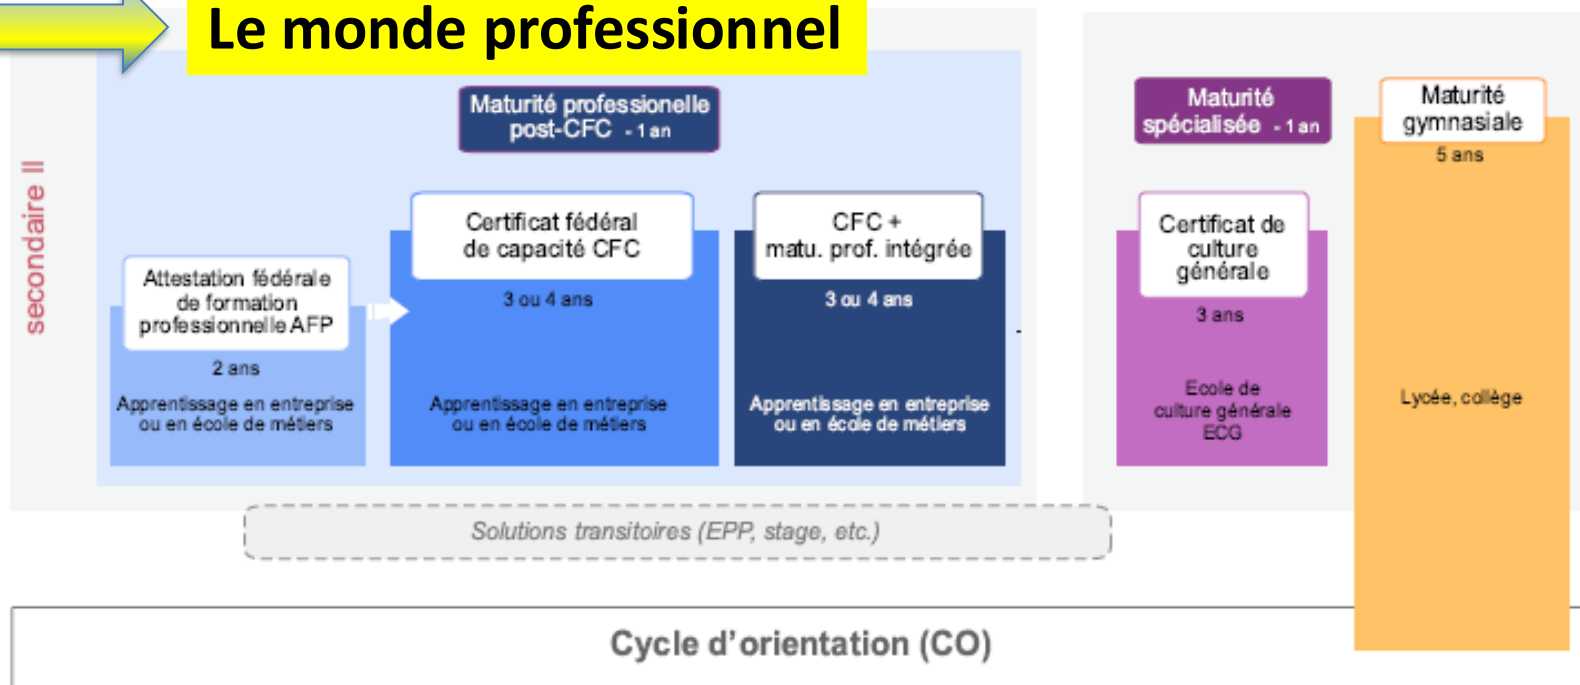 Le monde professionnel
secondaire II
Maturité professionelle
post-CFC - 1 an
Attestation fédérale
de formation
professionnelle AFP
2 ans
Apprentissage en entreprise
ou en école de métiers
Certificat fédéral
de capacité CFC
3 ou 4 ans
Apprentissage en entreprise
ou en école de métiers
CFC +
matu. prof. intégrée
3 ou 4 ans
Apprentissage en entreprise
ou en école de métiers
Maturité
spécialisée - 1 an
Certificat de
culture
générale
3 ans
Ecole de
culture générale
ECG
Maturité
gymnasiale
5 ans
Lycée, collège
Solutions transitoires (EPP, stage, etc.)
Cycle d'orientation (CO)